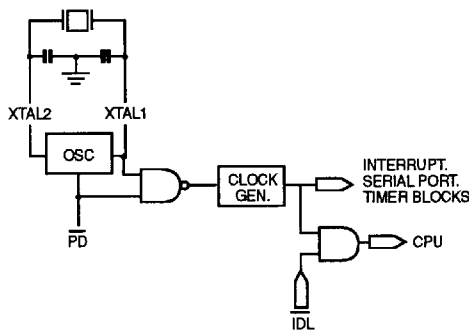 XTAL2
XTAL1
OSC
PD
CLOCK
GEN.
INTERRUPT.
SERIAL PORT.
TIMER BLOCKS
CPU
IDL